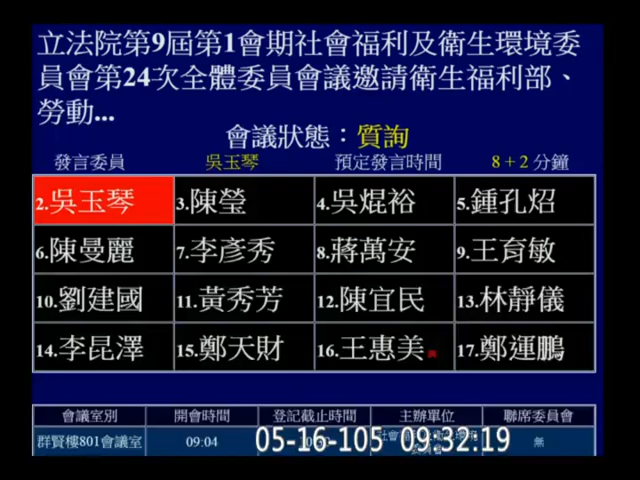 立法院第9屆第1會期社會福利及衛生環境委
員會第24次全體委員會議邀請衛生福利部、
勞動...
會議狀態：質詢
發言委員 吳玉琴 預定發言時間 8 + 2 分鐘
2.吳玉琴 3.陳瑩 4.吳焜裕 5.鍾孔炤
6.陳曼麗 7.李彥秀 8.蔣萬安 9.王育敏
10.劉建國 11.黃秀芳 12.陳宜民 13.林靜儀
14.李昆澤 15.鄭天財 16.王惠美 17.鄭運鵬
會議室別 開會時間 登記截止時間 主辦單位 聯席委員會
群賢樓801會議室 09:04 無
05-16-105 09:32:19